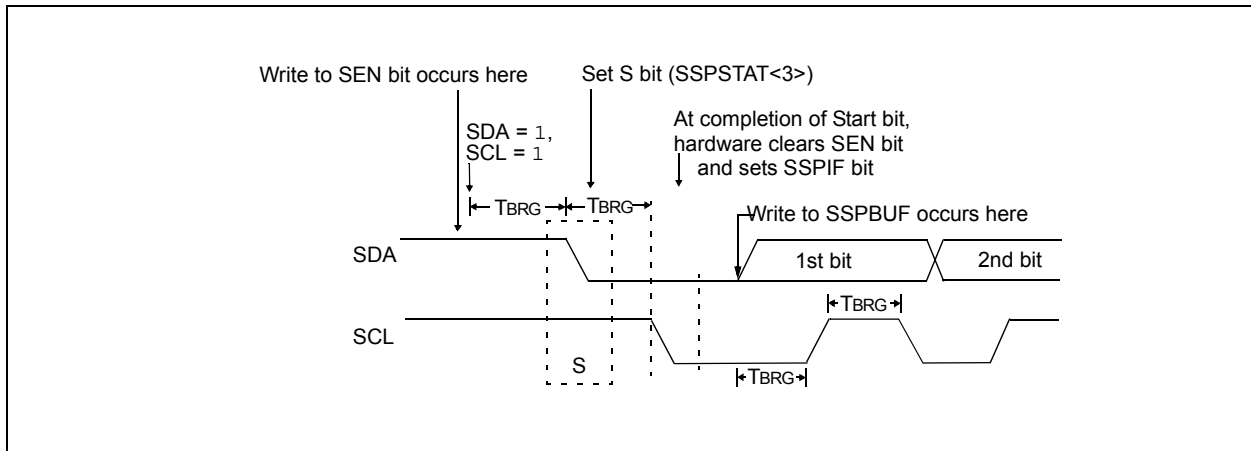 Write to SEN bit occurs here
Set S bit (SSPSTAT<3>)
SDA = 1,
SCL = 1
At completion of Start bit,
hardware clears SEN bit
and sets SSPIF bit
TBRG
TBRG
Write to SSPBUF occurs here
SDA
1st bit
2nd bit
TBRG
SCL
S
TBRG